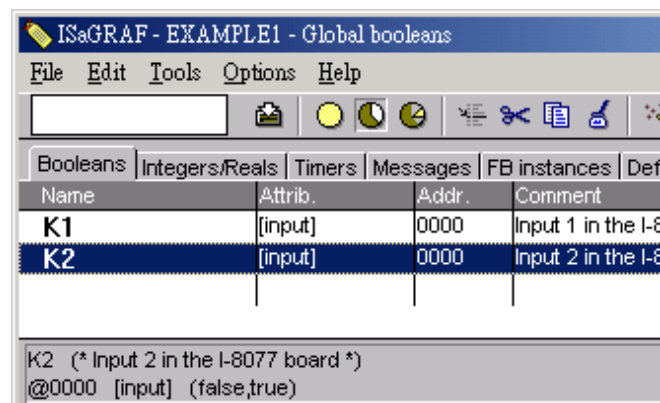 ISaGRAF - EXAMPLE1 - Global booleans
File Edit Tools Options Help
Booleans Integers/Reals Timers Messages FB instances Def
Name Attrib. Addr. Comment
K1 [input] 0000 Input 1 in the I-8
K2 [input] 0000 Input 2 in the I-8
K2 (* Input 2 in the I-8077 board *)
@0000 [input] (false,true)